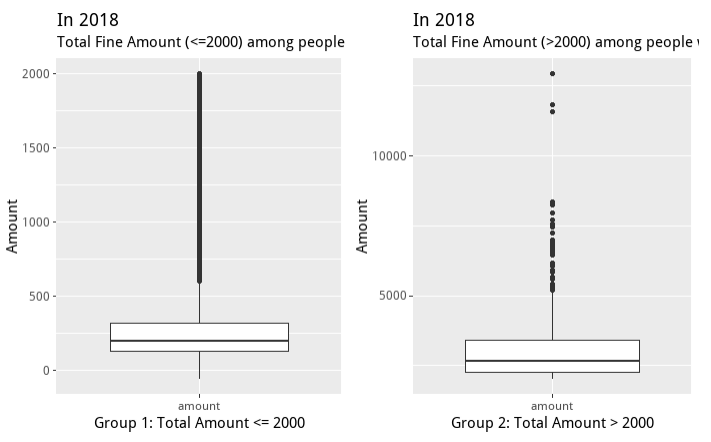 In 2018
Total Fine Amount (<=2000) among people
2000
1500
1000
500
0
Amount
amount
Group 1: Total Amount <= 2000
In 2018
Total Fine Amount (>2000) among people
10000
5000
Amount
amount
Group 2: Total Amount > 2000